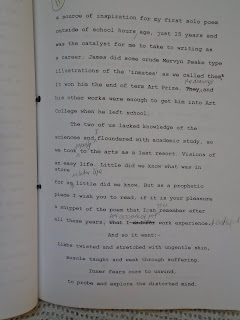 11
a source of inspiration for my first solo poem
outside of school hours age, just 15 years and
was the catalyst for me to take to writing as
a career. James did some crude Mervyn Peake type
illustrations of the 'inmates' as we called them
it won him the end of term Art Prize. They and
his other works were enough to get him into Art
College when he left school.
The two of us lacked knowledge of the
sciences and floundered with academic study, so
we took to the arts as a last resort. Visions of
an easy life. Little did we know what was in
store
little did we know. But as a prophetic
piece I wish you to read, if it is your pleasure
a snippet of the poem that I can remember after
all these years, what I work experience
And so it went:-
Limbs twisted and stretched with ungentle skin,
Muscle taught and weak through suffering.
Inner fears soon to unwind,
To probe and explore the distorted mind.